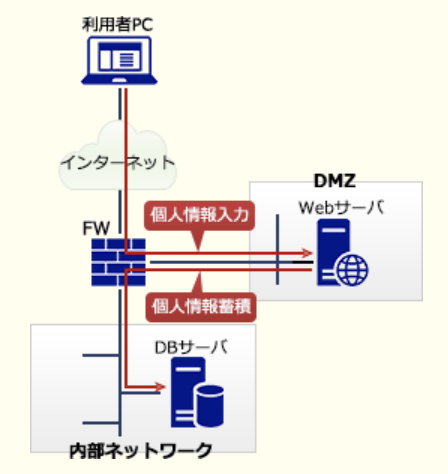 利用者PC
インターネット
DMZ
Webサーバ
個人情報入力
FW
個人情報蓄積
DBサーバ
内部ネットワーク